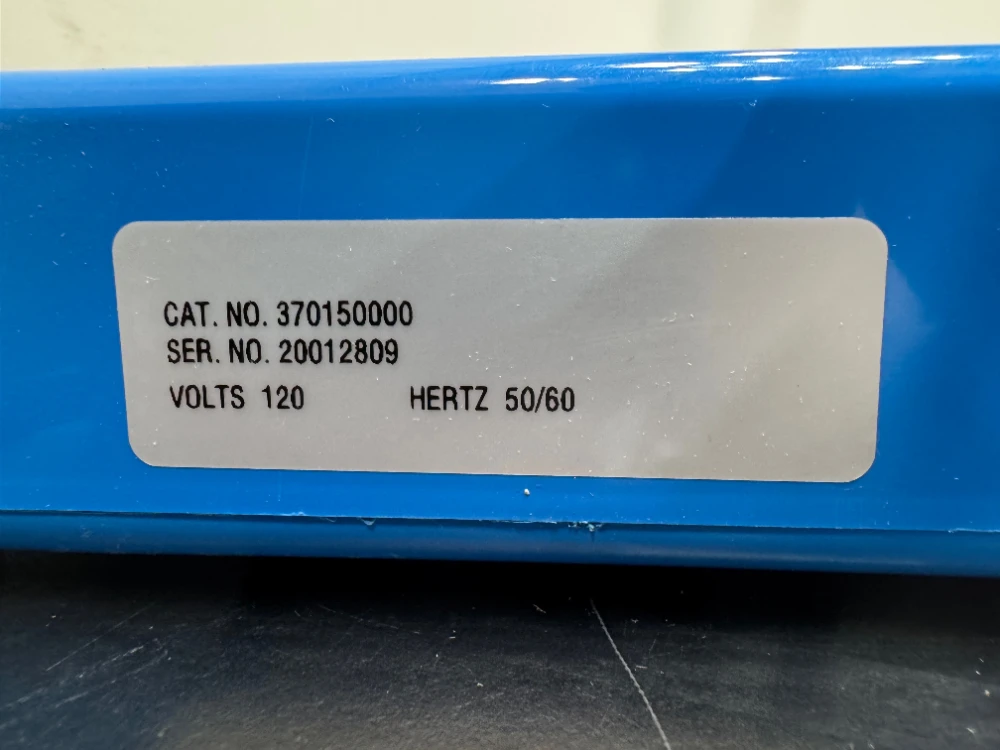 CAT. NO. 370150000
SER. NO. 20012809
VOLTS 120 HERTZ 50/60